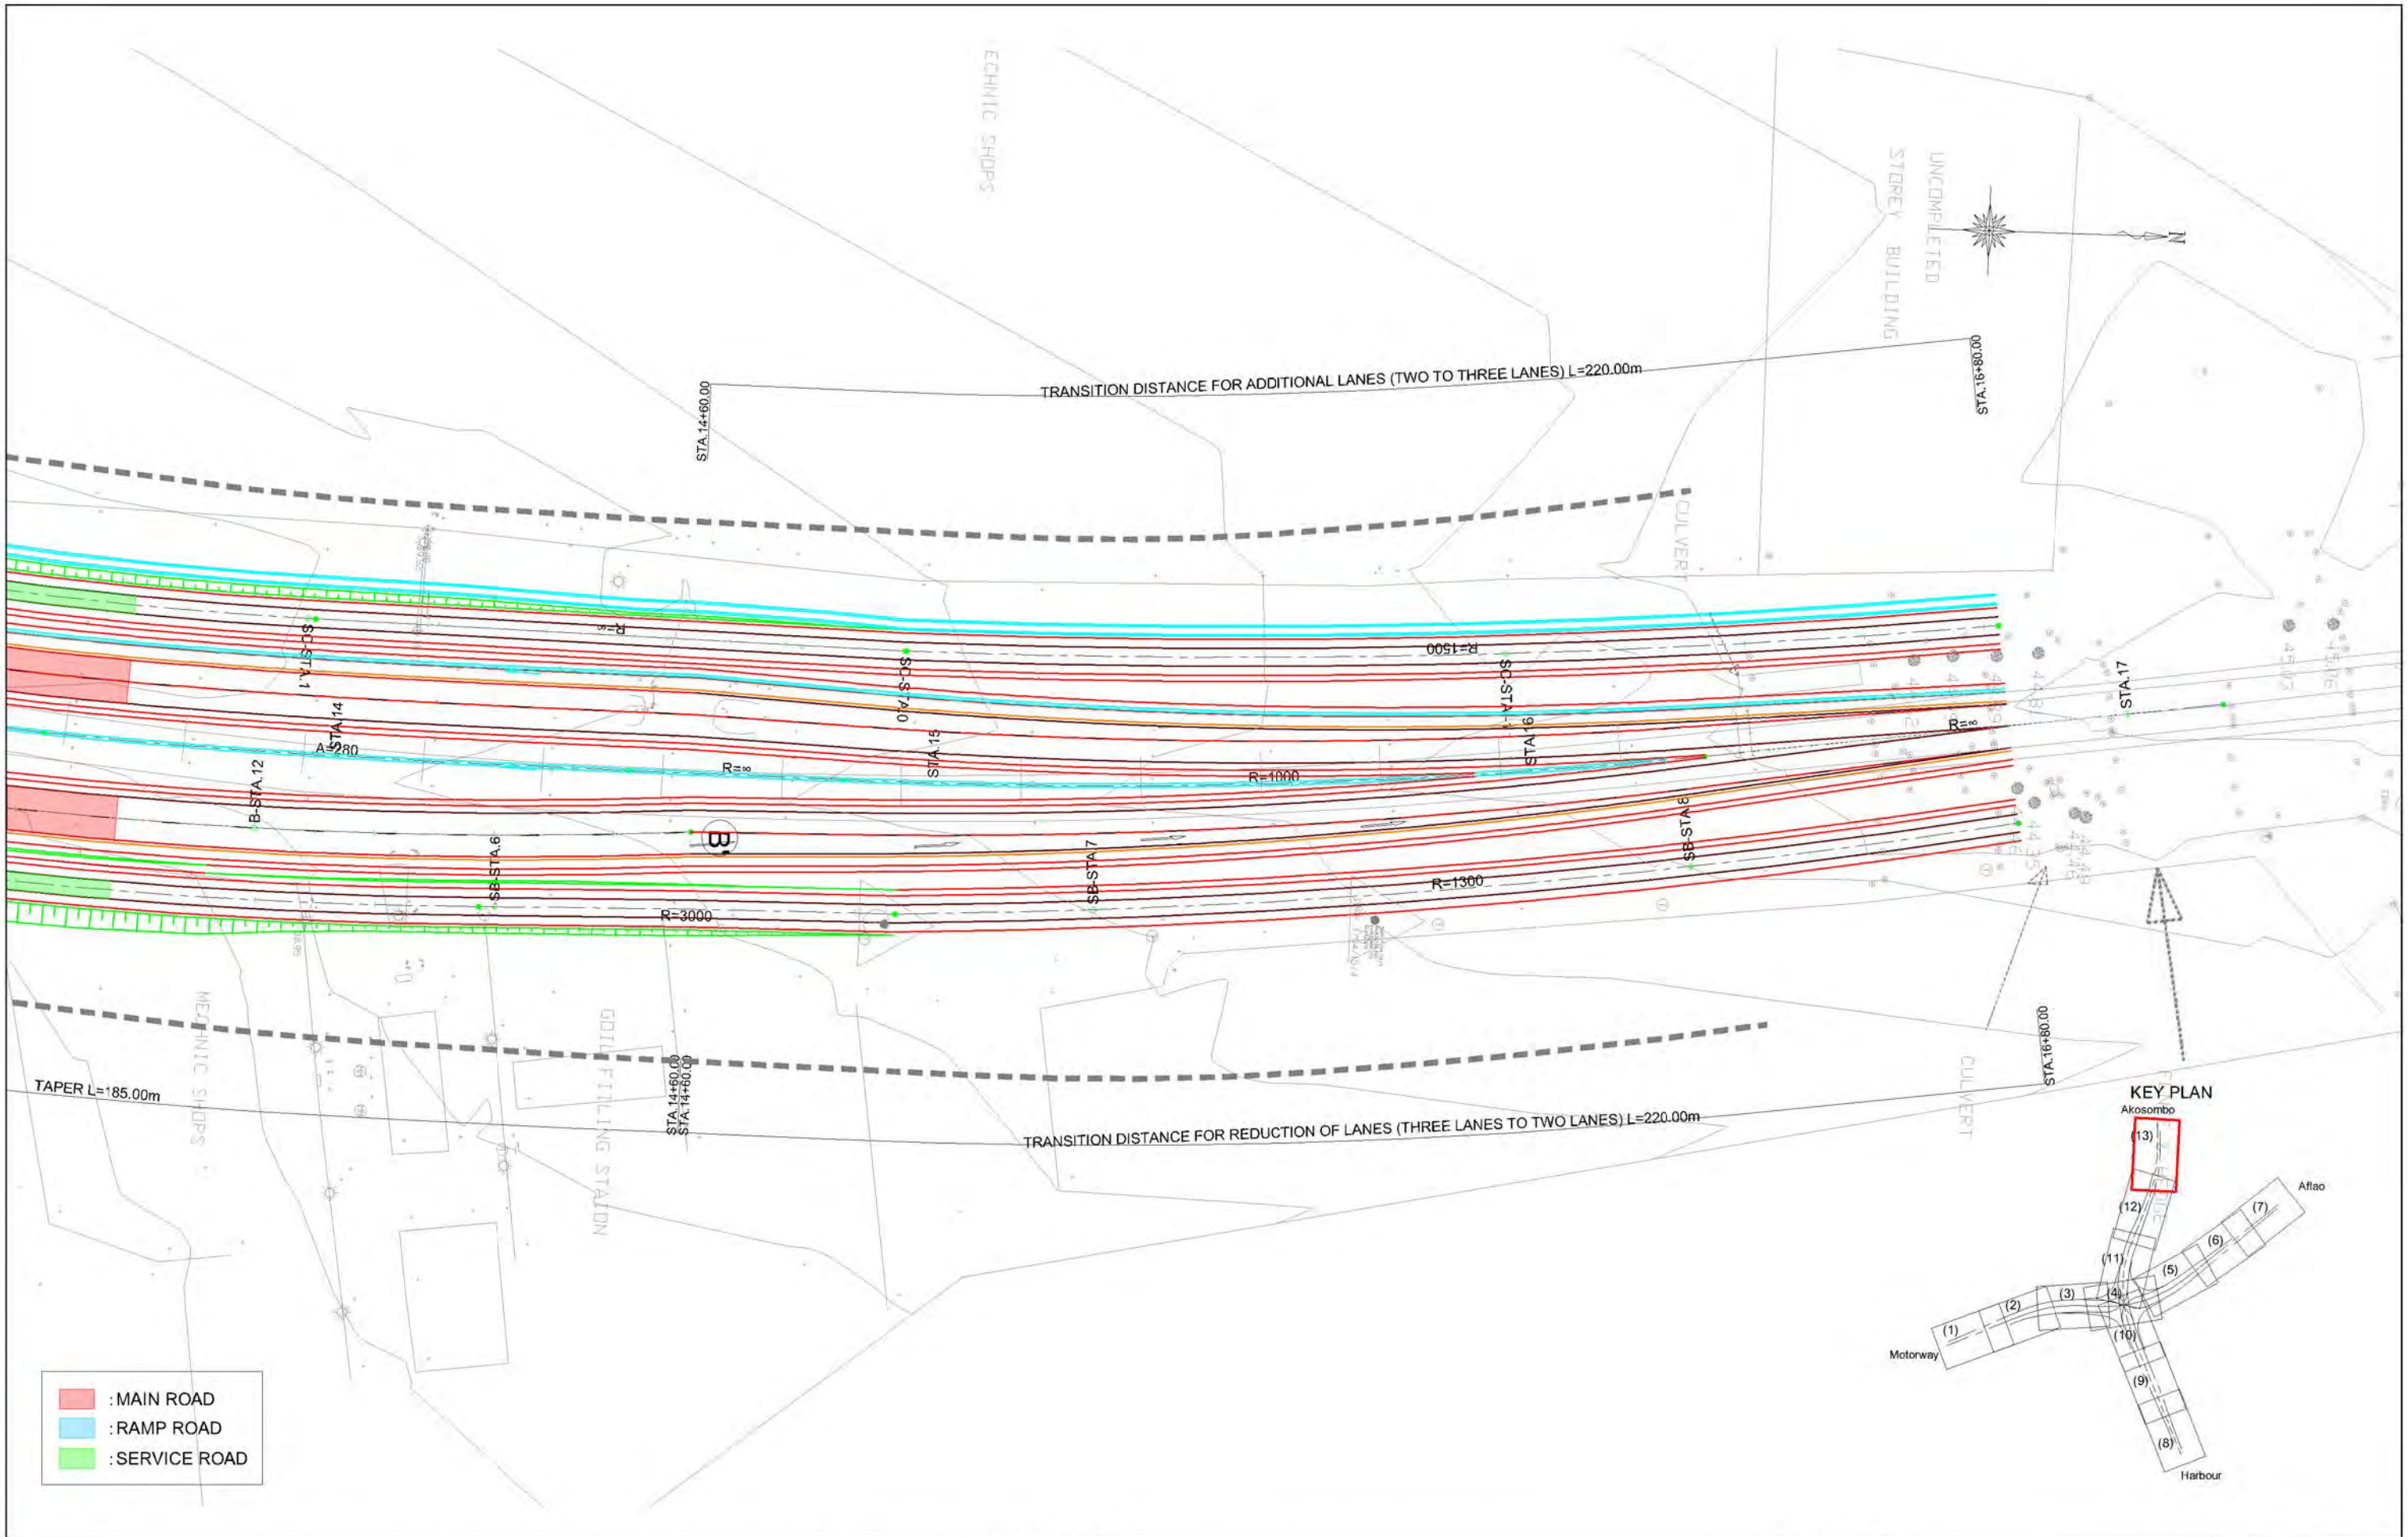 ECHNIC SHOPS
UNCOMPLETED
STOREY BUILDING
N
TRANSITION DISTANCE FOR ADDITIONAL LANES (TWO TO THREE LANES) L=220.00m
STA.14+60.00
STA.16+80.00
CULVERT
R=∞
R=1500
SC-STA.1
SC-STA.0
SC-STA.-1
STA.14
STA.15
STA.16
STA.17
A=280
R=∞
R=1000
R=∞
B-STA.12
B'
SB-STA.6
SB-STA.7
SB-STA.8
R=3000
R=1300
45.03
MECHNIC SHOPS
GOIL FILLING STATION
CULVERT
TAPER L=185.00m
STA.14+60.00
STA.14+60.00
STA.16+80.00
TRANSITION DISTANCE FOR REDUCTION OF LANES (THREE LANES TO TWO LANES) L=220.00m
KEY PLAN
Akosombo
(13)
(12)
(11)
Aflao
(7)
(6)
(5)
(4)
(3)
(2)
(1)
Motorway
(10)
(9)
(8)
Harbour
:MAIN ROAD
:RAMP ROAD
:SERVICE ROAD